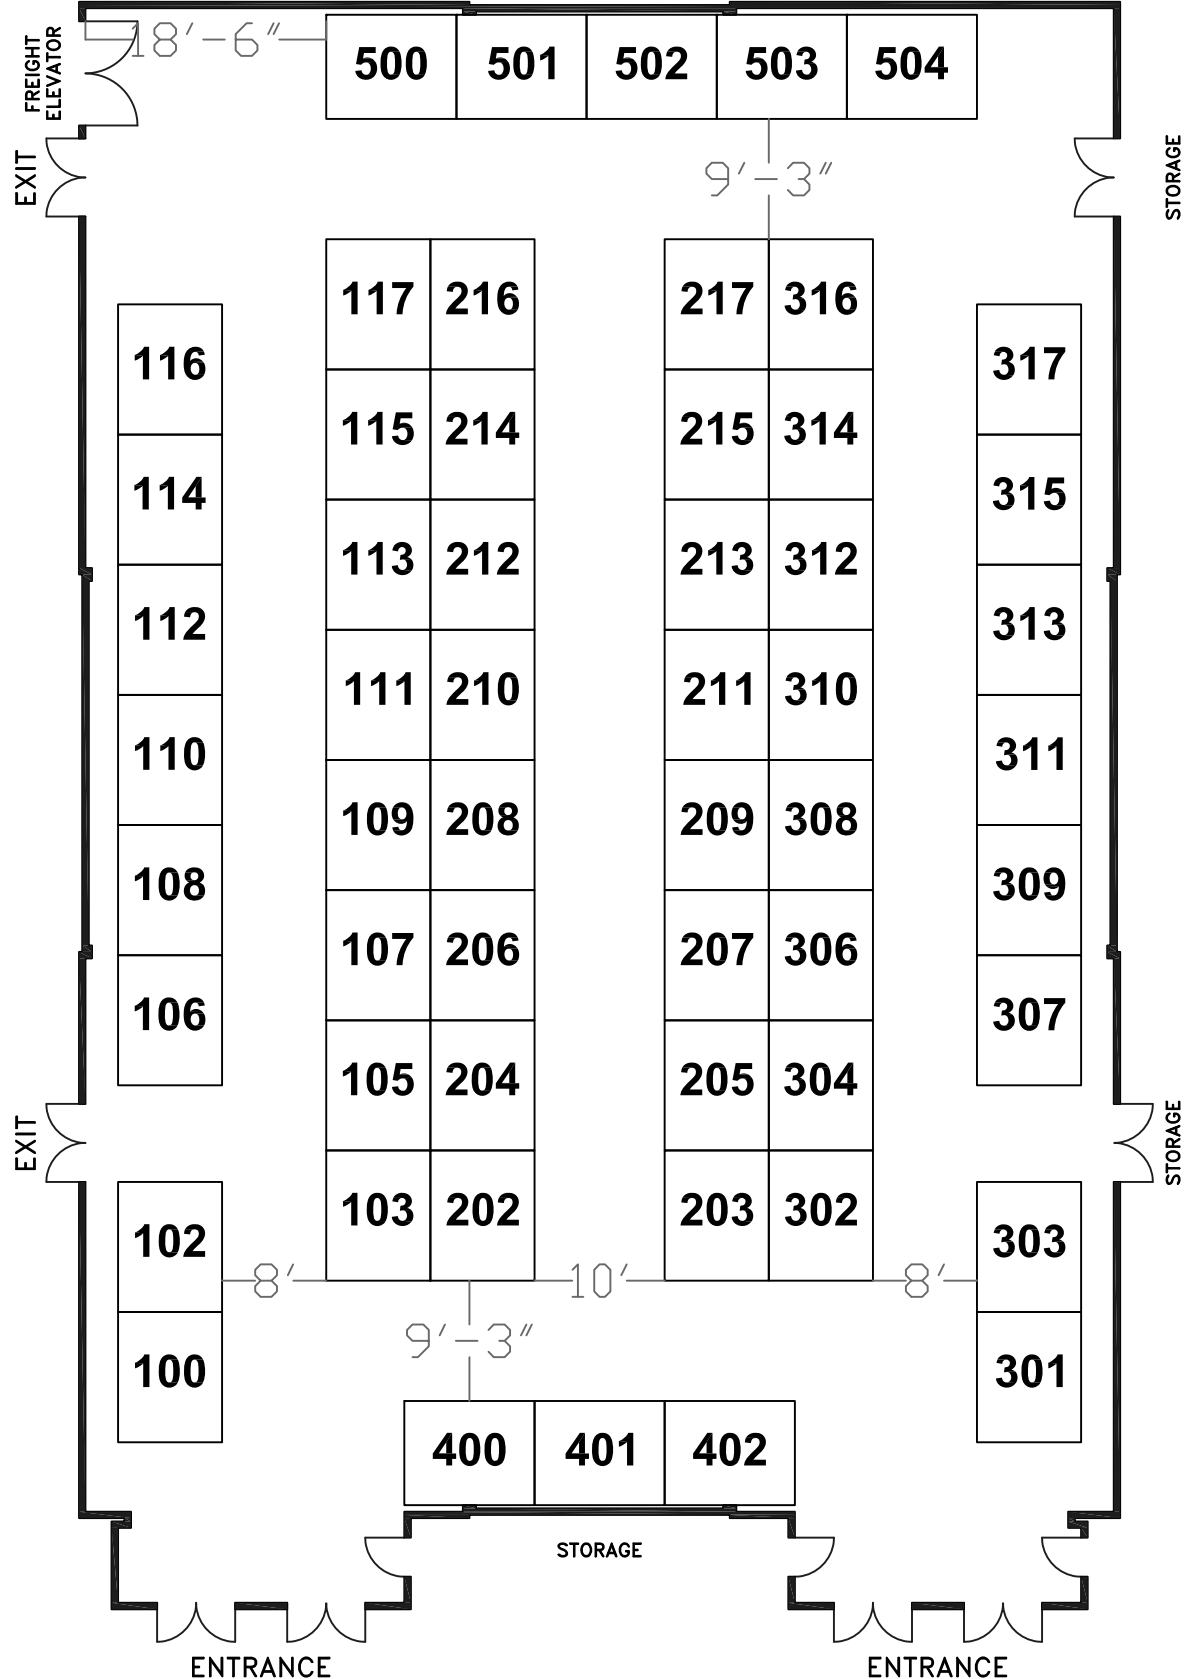 18'-6"
FREIGHT
ELEVATOR
500 501 502 503 504
EXIT
9'-3"
STORAGE
117 216 217 316
116 317
115 214 215 314
114 315
113 212 213 312
112 313
111 210 211 310
110 311
109 208 209 308
108 309
107 206 207 306
106 307
105 204 205 304
EXIT
STORAGE
103 202 203 302
102 303
8' 10' 8'
9'-3"
100 301
400 401 402
STORAGE
ENTRANCE ENTRANCE